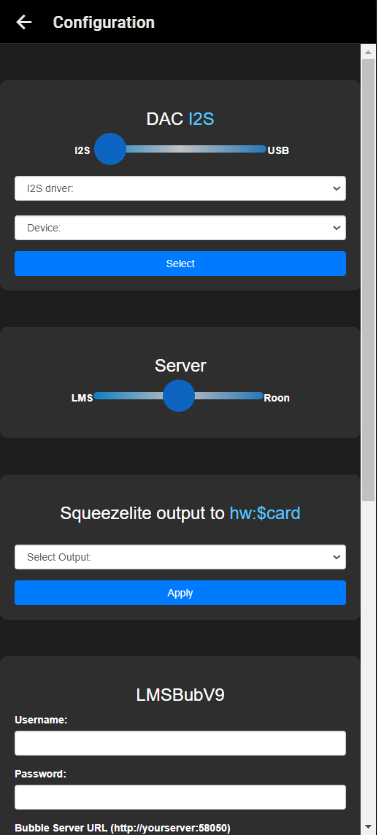 Configuration
DAC I2S
I2S USB
I2S driver:
Device:
Select
Server
LMS Roon
Squeezelite output to hw:$card
Select Output:
Apply
LMSBubV9
Username:
Password:
Bubble Server URL (http://yourserver:58050)